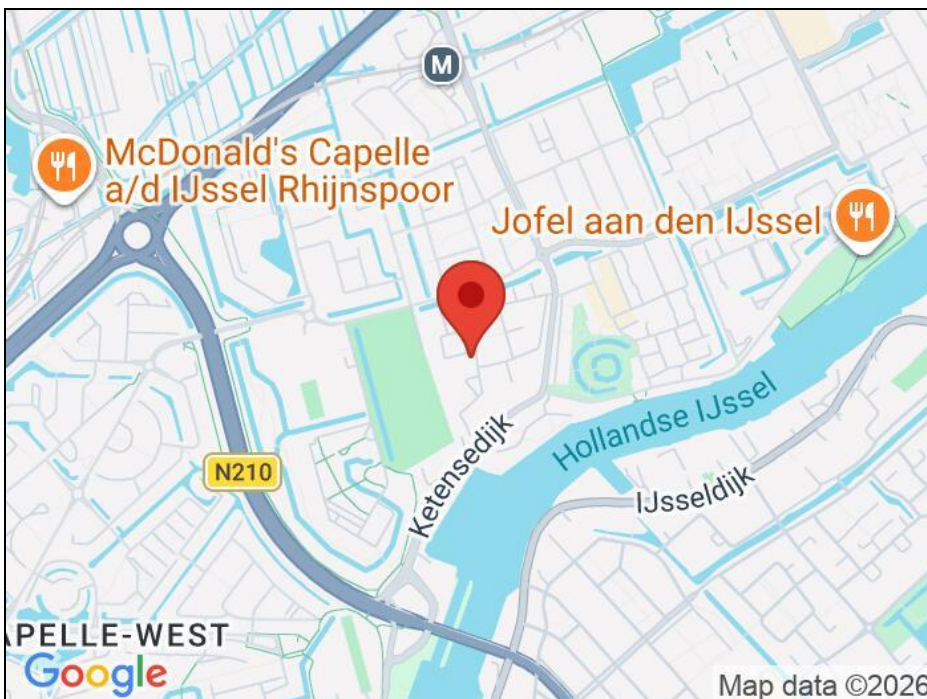 M
McDonald's Capelle
a/d IJssel Rhijnspoor
Jofel aan den IJssel
Hollandse IJssel
Ketensedijk
N210
IJsseldijk
APELLE-WEST
Google
Map data ©2026